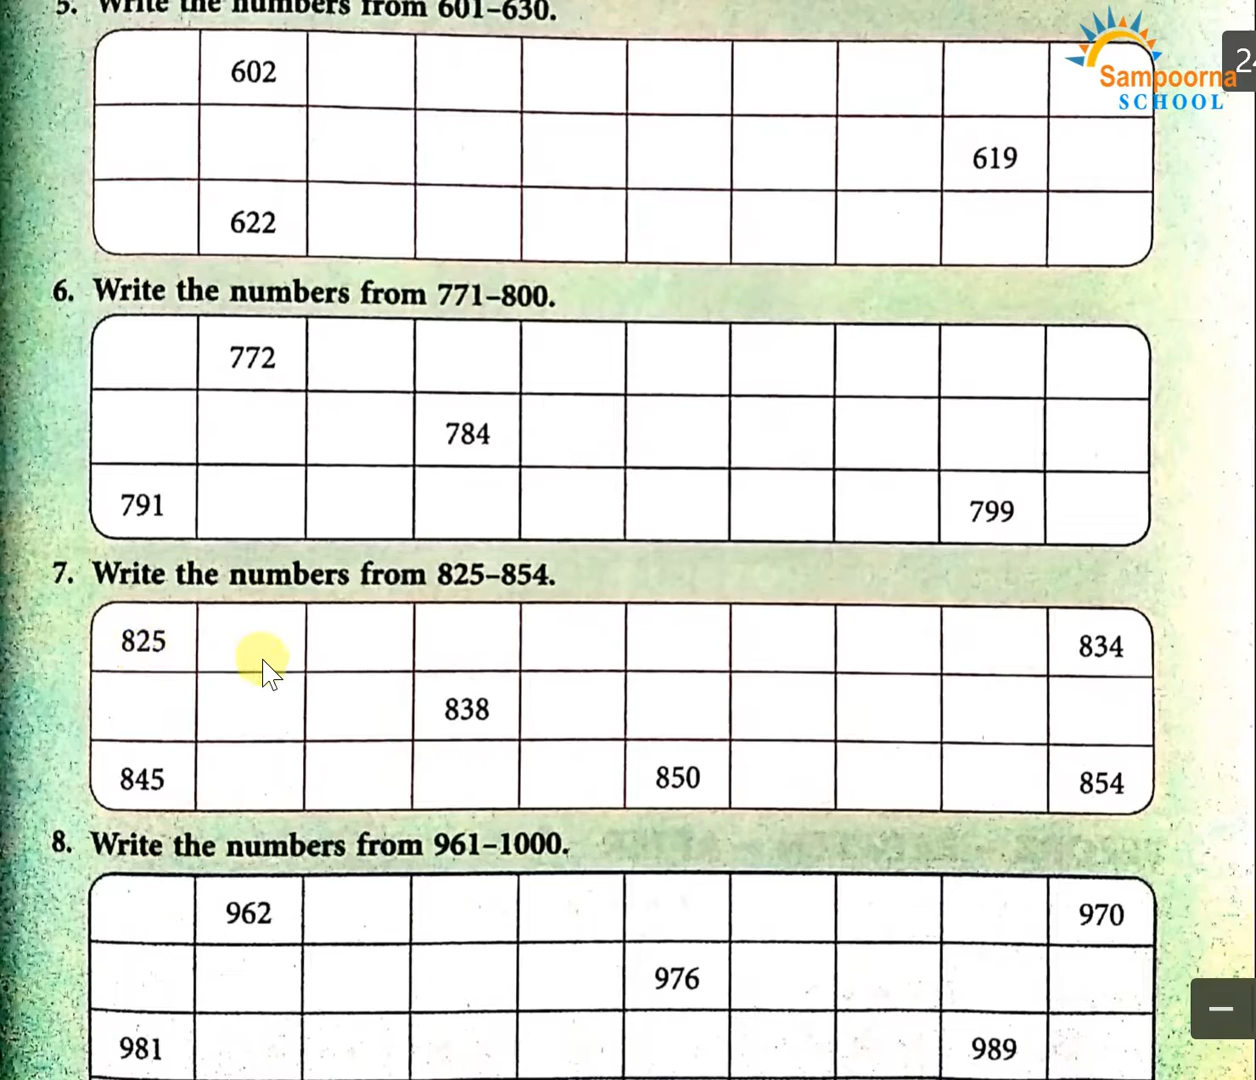 5. Write the numbers from 601–630.
Sampoorna
SCHOOL
602
619
622
6. Write the numbers from 771–800.
772
784
791 799
7. Write the numbers from 825–854.
825 834
838
845 850 854
8. Write the numbers from 961–1000.
962 970
976
981 989